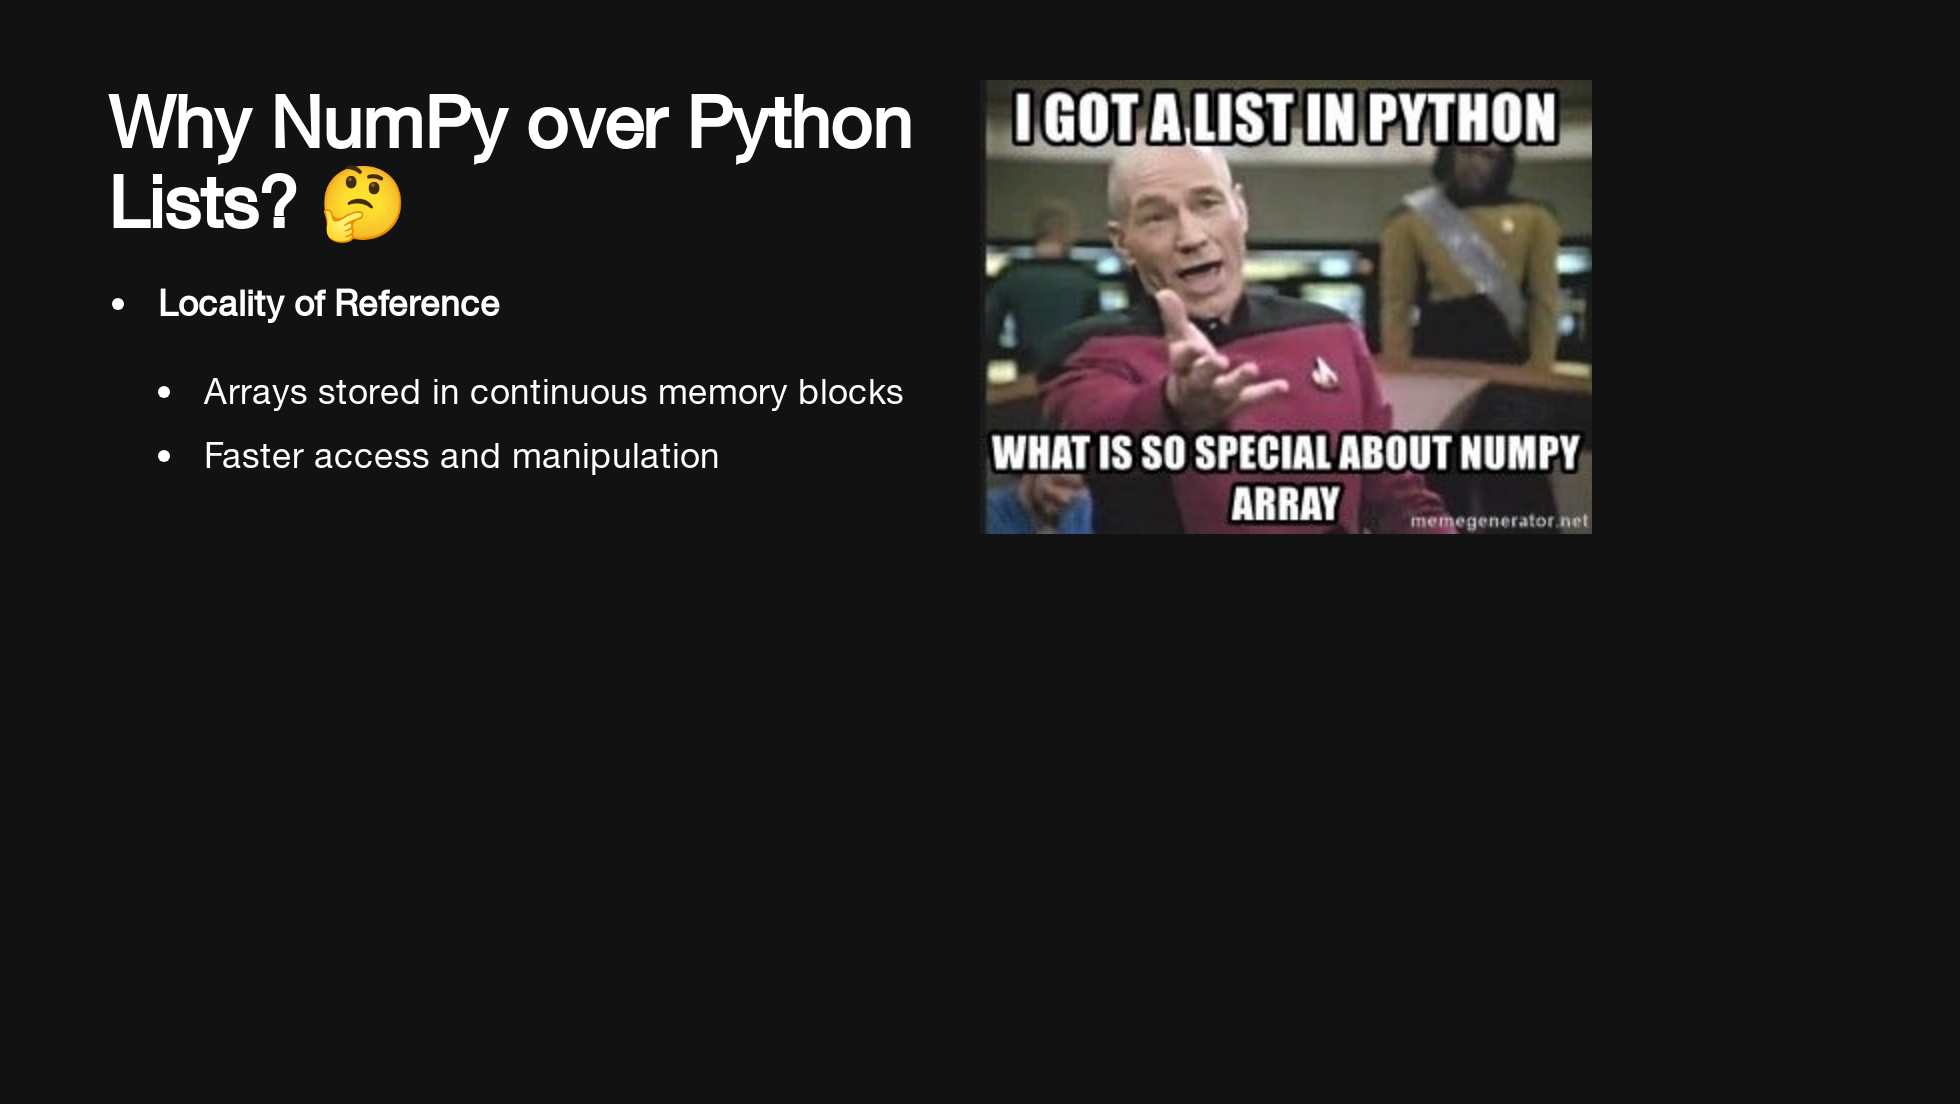 Why NumPy over Python
Lists? 🤔
• Locality of Reference
• Arrays stored in continuous memory blocks
• Faster access and manipulation
I GOT A LIST IN PYTHON
WHAT IS SO SPECIAL ABOUT NUMPY
ARRAY
memegenerator.net